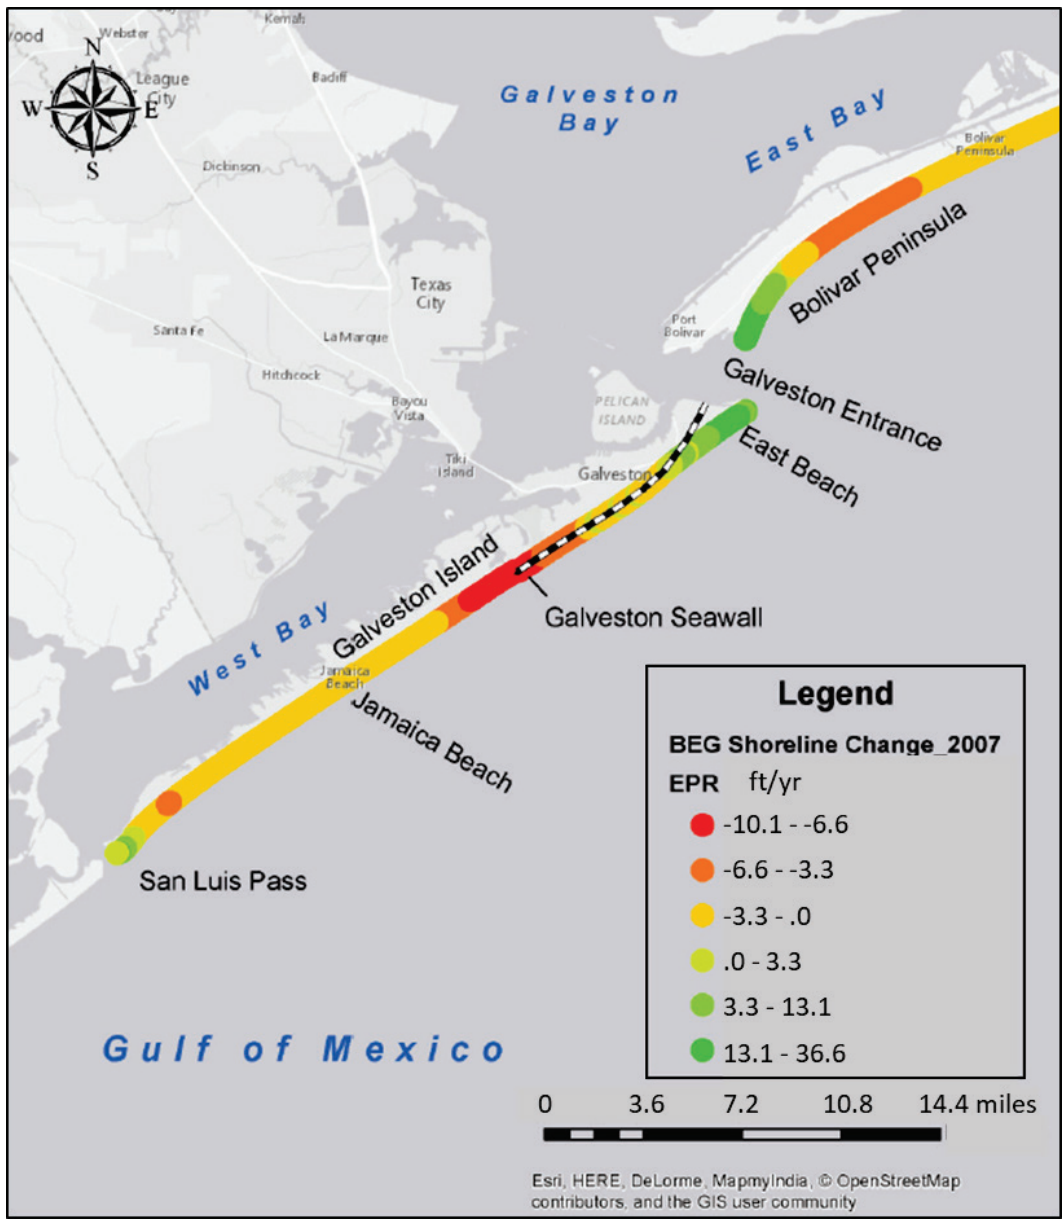 Kemah
wood
Webster
N
W
E
S
League
City
Bacliff
Galveston
Bay
East Bay
Bolivar
Peninsula
Dickinson
Bolivar Peninsula
Texas
City
Santa Fe
La Marque
Port
Bolivar
Hitchcock
Galveston Entrance
Bayou
Vista
PELICAN
ISLAND
East Beach
Tiki
Island
Galveston
Galveston Island
Galveston Seawall
West Bay
Jamaica
Beach
Jamaica Beach
San Luis Pass
Legend
BEG Shoreline Change_2007
EPR ft/yr
-10.1 - -6.6
-6.6 - -3.3
-3.3 - .0
.0 - 3.3
3.3 - 13.1
13.1 - 36.6
Gulf of Mexico
0 3.6 7.2 10.8 14.4 miles
Esri, HERE, DeLorme, MapmyIndia, © OpenStreetMap
contributors, and the GIS user community